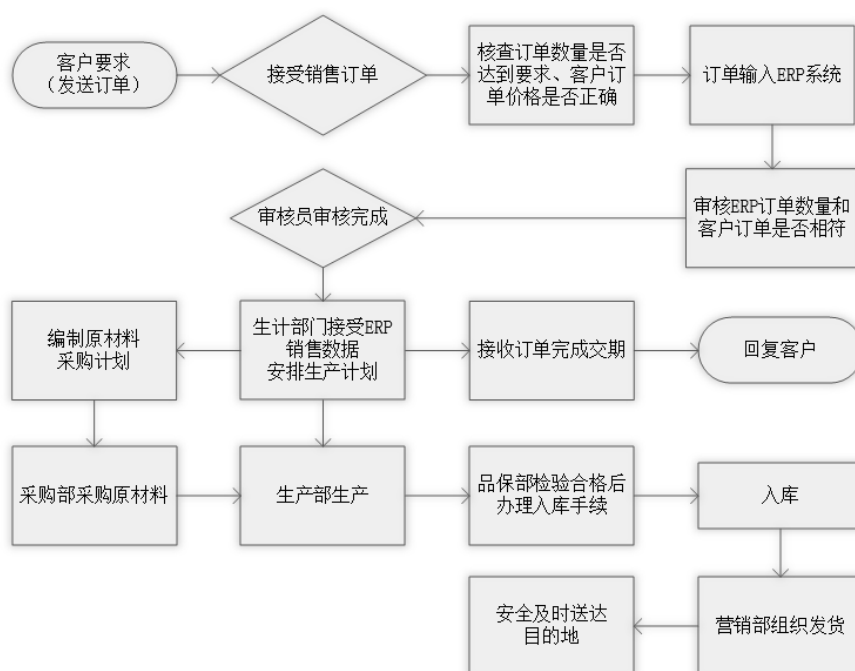 客户要求
（发送订单）
接受销售订单
核查订单数量是否
达到要求、客户订
单价格是否正确
订单输入ERP系统
审核ERP订单数量和
客户订单是否相符
审核员审核完成
编制原材料
采购计划
生计部门接受ERP
销售数据
安排生产计划
接收订单完成交期
回复客户
采购部采购原材料
生产部生产
品保部检验合格后
办理入库手续
入库
安全及时送达
目的地
营销部组织发货